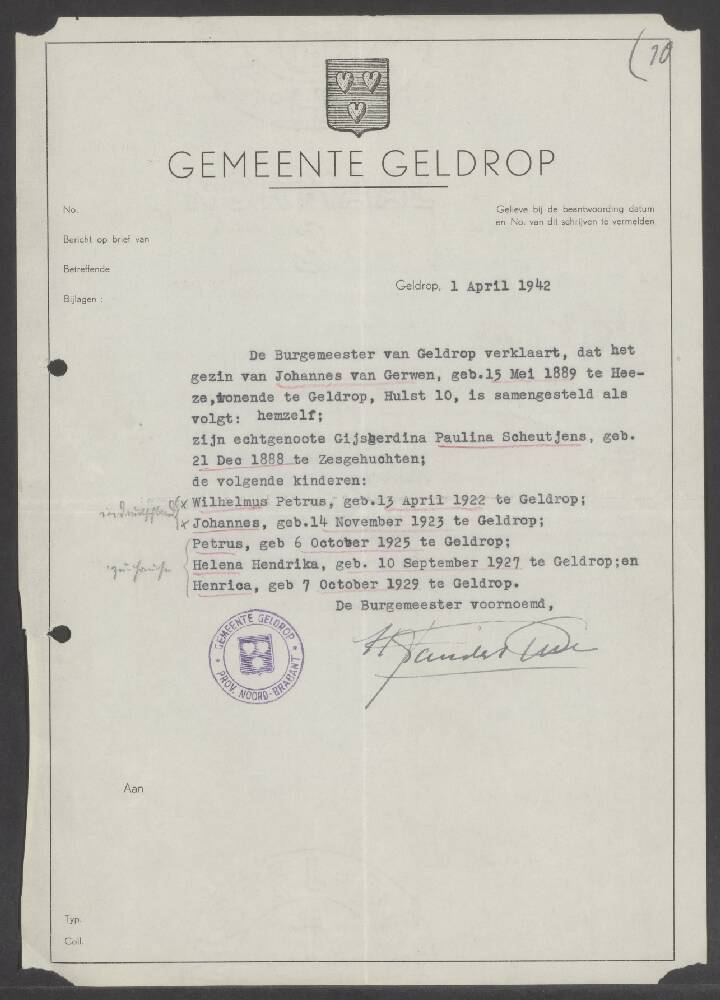 (10
GEMEENTE GELDROP
No.
Gelieve bij de beantwoording datum
en No. van dit schrijven te vermelden
Bericht op brief van
Betreffende
Bijlagen :
Geldrop, 1 April 1942
De Burgemeester van Geldrop verklaart, dat het
gezin van Johannes van Gerwen, geb.15 Mei 1889 te Hee-
ze,wonende te Geldrop, Hulst 10, is samengesteld als
volgt: hemzelf;
zijn echtgenoote Gijsberdina Paulina Scheutjens, geb.
21 Dec 1888 te Zesgehuchten;
de volgende kinderen:
x Wilhelmus Petrus, geb.13 April 1922 te Geldrop;
x Johannes, geb.14 November 1923 te Geldrop;
Petrus, geb 6 October 1925 te Geldrop;
zu Hause
Helena Hendrika, geb. 10 September 1927 te Geldrop;en
Henrica, geb 7 October 1929 te Geldrop.
De Burgemeester voornoemd,
GEMEENTE GELDROP
PROV. NOORD-BRABANT
Aan
Typ.
Coll.